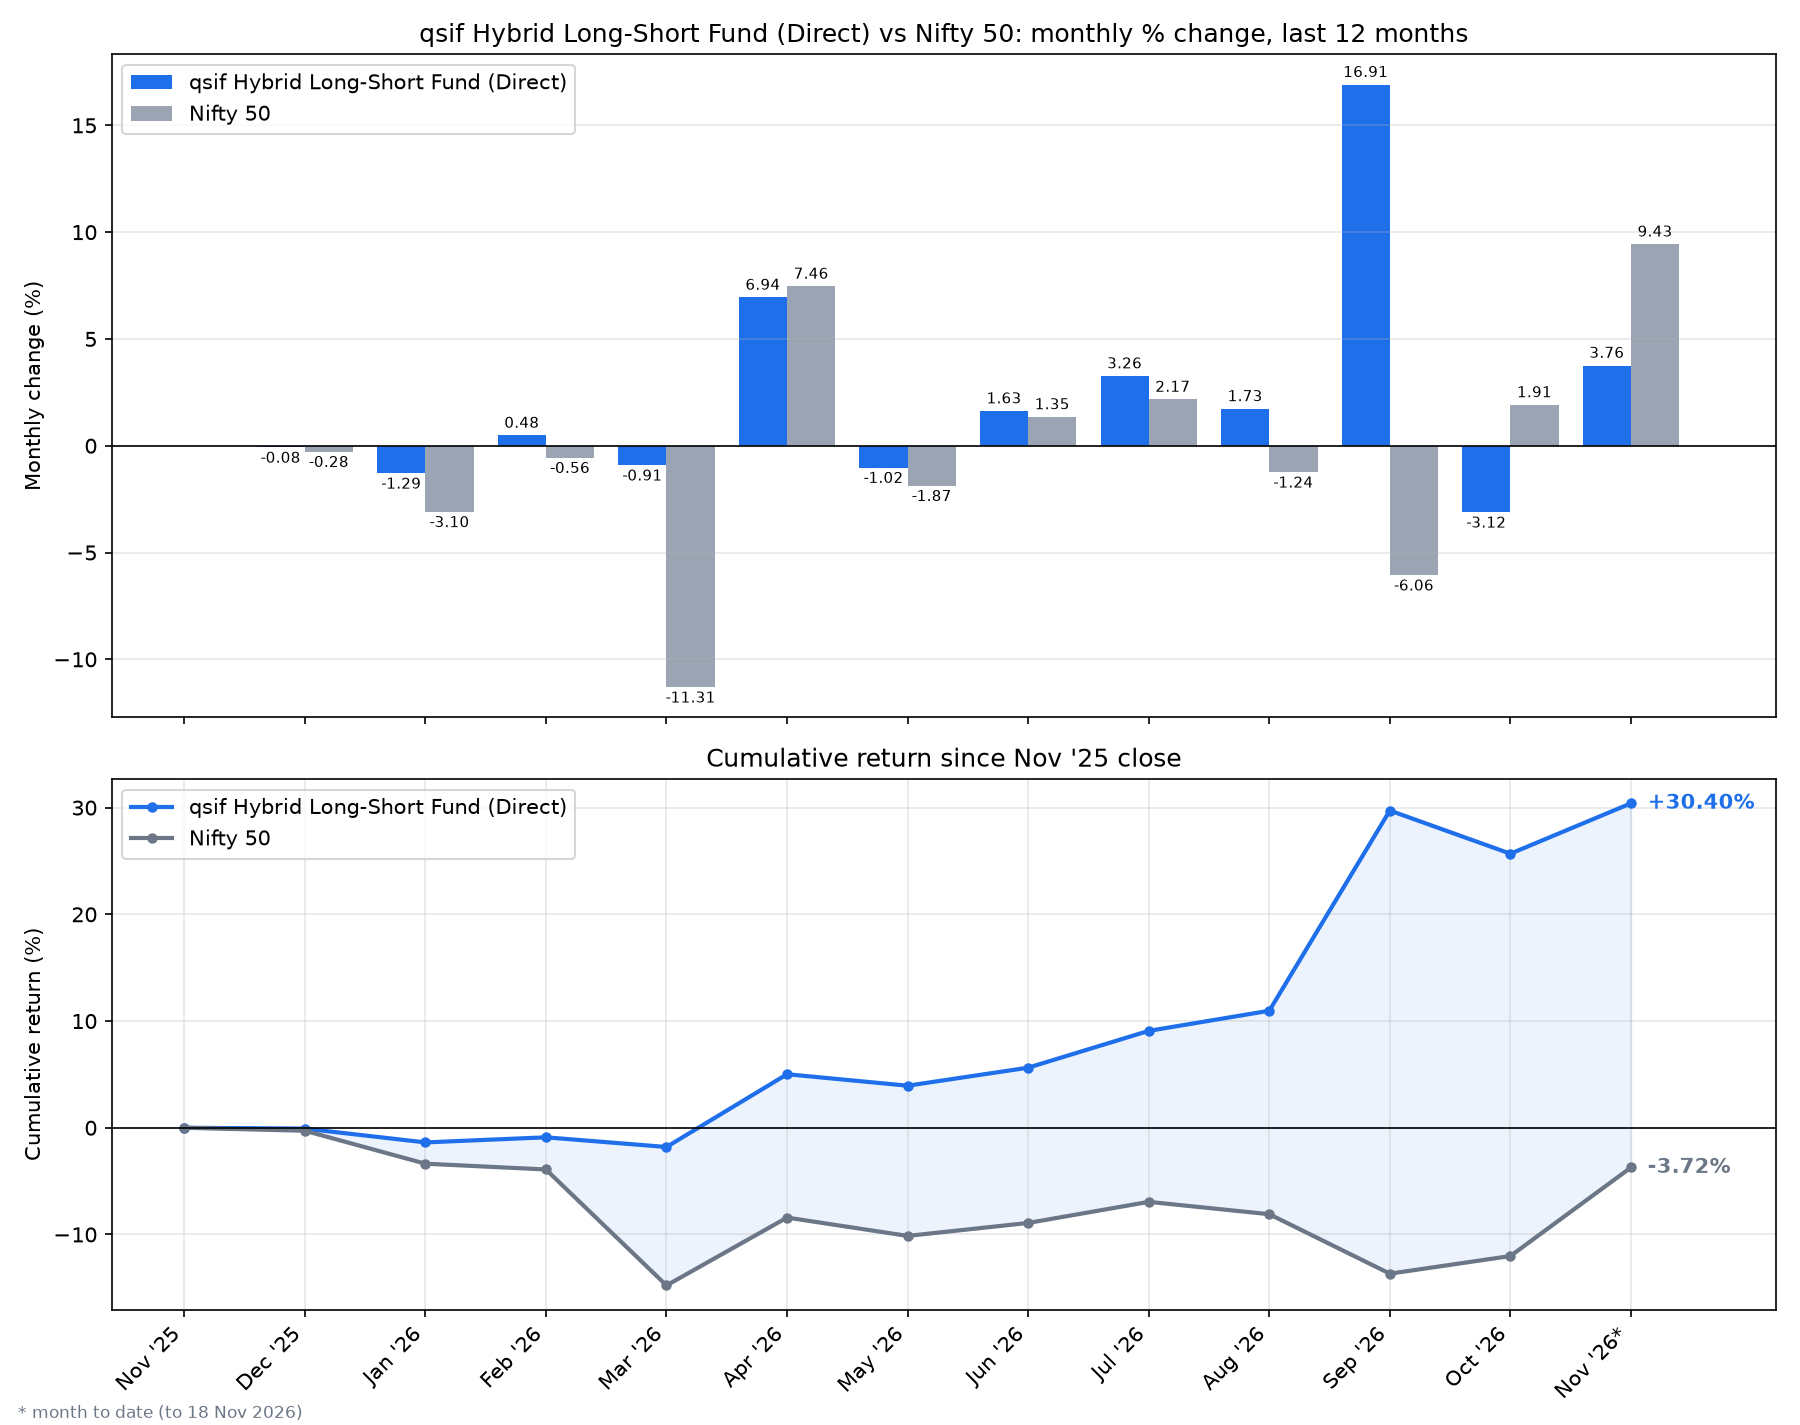 qsif Hybrid Long-Short Fund (Direct) vs Nifty 50: monthly % change, last 12 months
qsif Hybrid Long-Short Fund (Direct)
Nifty 50
Monthly change (%)
15
10
5
0
−5
−10
-0.08
-0.28
-1.29
-3.10
0.48
-0.56
-0.91
-11.31
6.94
7.46
-1.02
-1.87
1.63
1.35
3.26
2.17
1.73
-1.24
16.91
-6.06
-3.12
1.91
3.76
9.43
Cumulative return since Nov '25 close
qsif Hybrid Long-Short Fund (Direct)
Nifty 50
Cumulative return (%)
30
20
10
0
−10
+30.40%
-3.72%
Nov '25
Dec '25
Jan '26
Feb '26
Mar '26
Apr '26
May '26
Jun '26
Jul '26
Aug '26
Sep '26
Oct '26
Nov '26*
* month to date (to 18 Nov 2026)